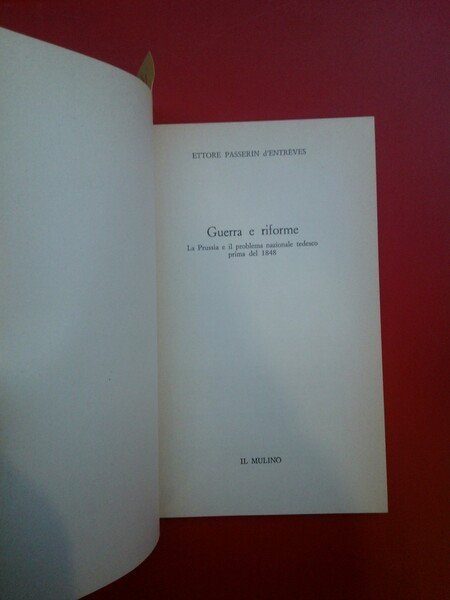 ETTORE PASSERIN d'ENTREVES
Guerra e riforme
La Prussia e il problema nazionale tedesco
prima del 1848
IL MULINO